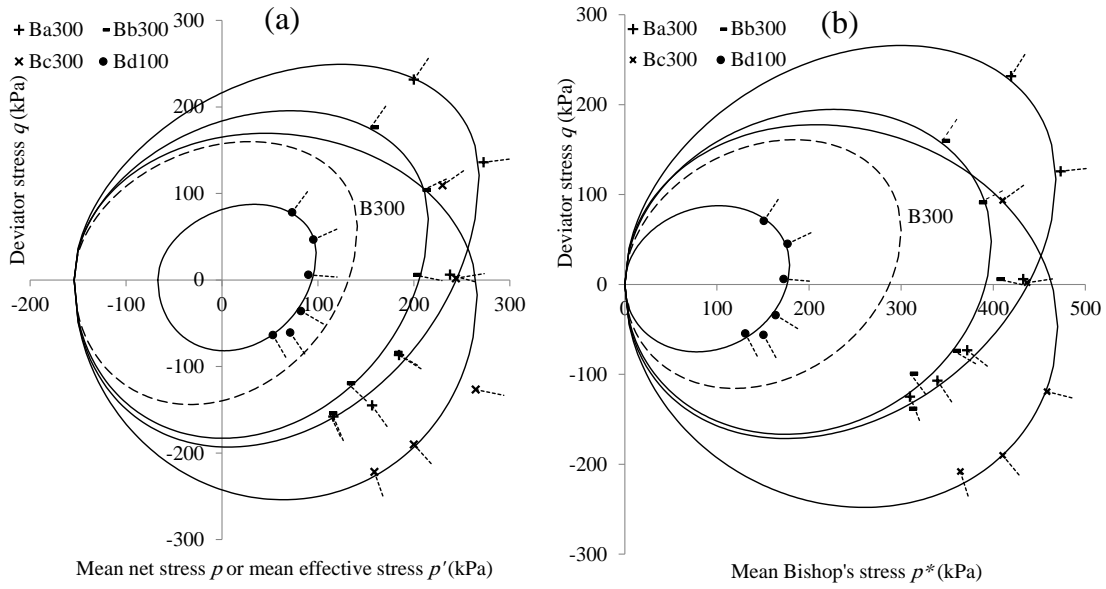 (a)
Ba300 Bb300
Bc300 Bd100
Deviator stress q (kPa)
300
200
100
0
-100
-200
-300
-200 -100 0 100 200 300
B300
Mean net stress p or mean effective stress p' (kPa)
(b)
Ba300 Bb300
Bc300 Bd100
Deviator stress q (kPa)
300
200
100
0
-100
-200
-300
0 100 200 300 400 500
B300
Mean Bishop's stress p* (kPa)